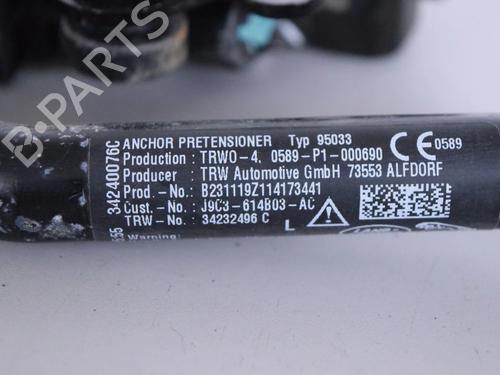 ANCHOR PRETENSIONER Typ 95033
Production : TRWO-4, 0589-P1-000690
Producer : TRW Automotive GmbH 73553 ALFDORF
Prod.-No.: B231119Z114173441
Cust.-No.: J9C3-614B03-AC
TRW-No.: 34232496 C
Warning:
34240076C
CE 0589
L
B-Parts